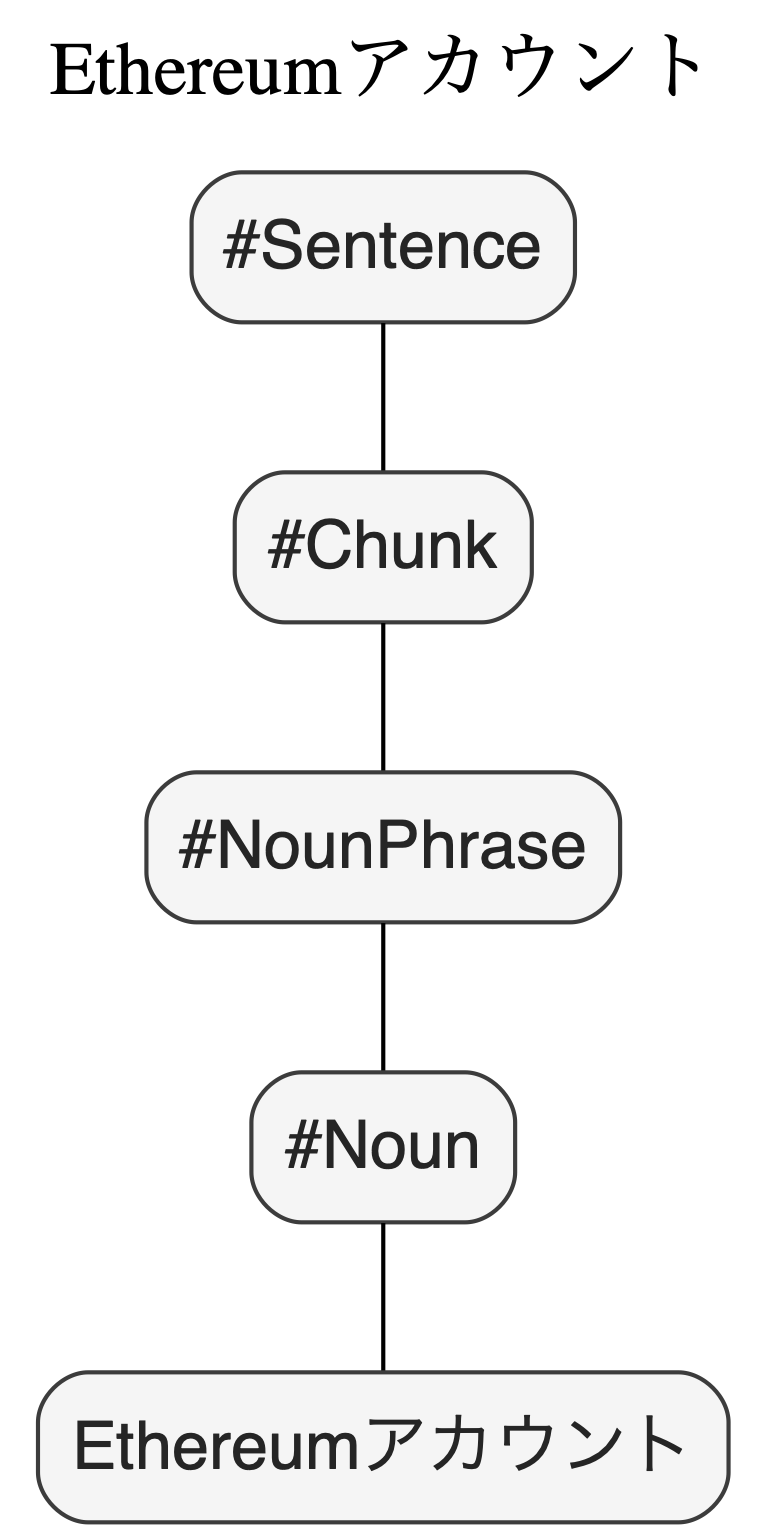 Ethereumアカウント
#Sentence
#Chunk
#NounPhrase
#Noun
Ethereumアカウント